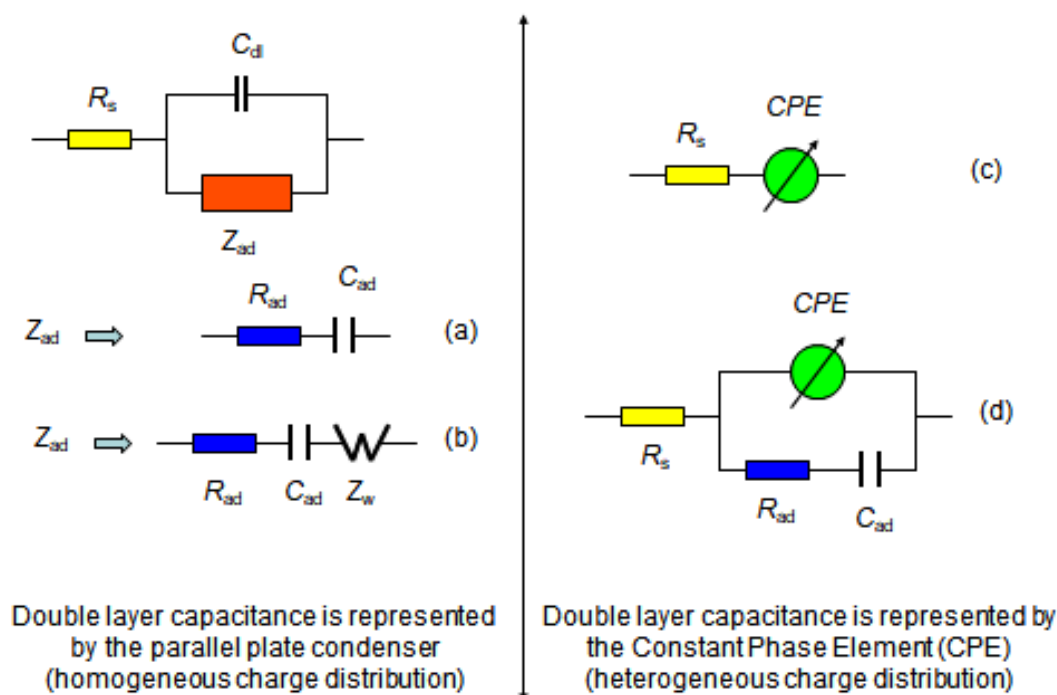 C_dl
R_s
Z_ad
Z_ad
R_ad
C_ad
(a)
Z_ad
R_ad
C_ad
Z_w
(b)
Double layer capacitance is represented
by the parallel plate condenser
(homogeneous charge distribution)
CPE
R_s
(c)
CPE
R_s
R_ad
C_ad
(d)
Double layer capacitance is represented by
the Constant Phase Element (CPE)
(heterogeneous charge distribution)